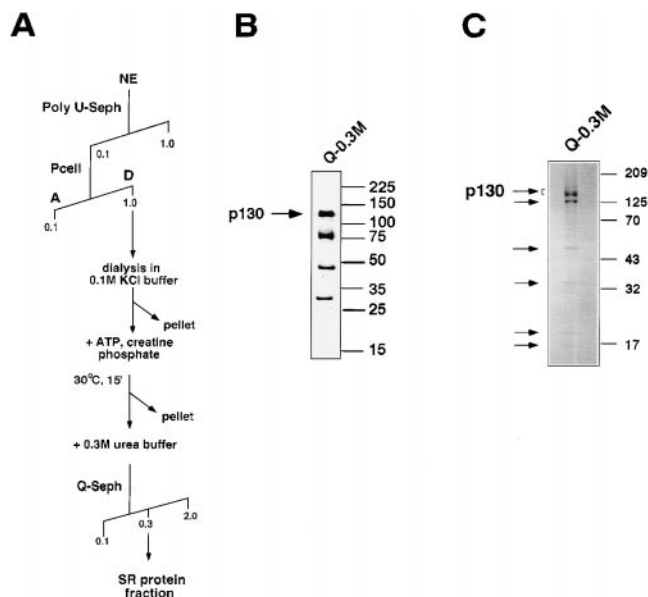 A
NE
Poly U-Seph
0.1
1.0
Pcell
A
D
0.1
1.0
dialysis in
0.1M KCl buffer
pellet
+ ATP, creatine
phosphate
30°C, 15'
pellet
+ 0.3M urea buffer
Q-Seph
0.1
0.3
2.0
SR protein
fraction
B
Q-0.3M
p130
225
150
100
75
50
35
25
15
C
Q-0.3M
p130
209
125
70
43
32
17